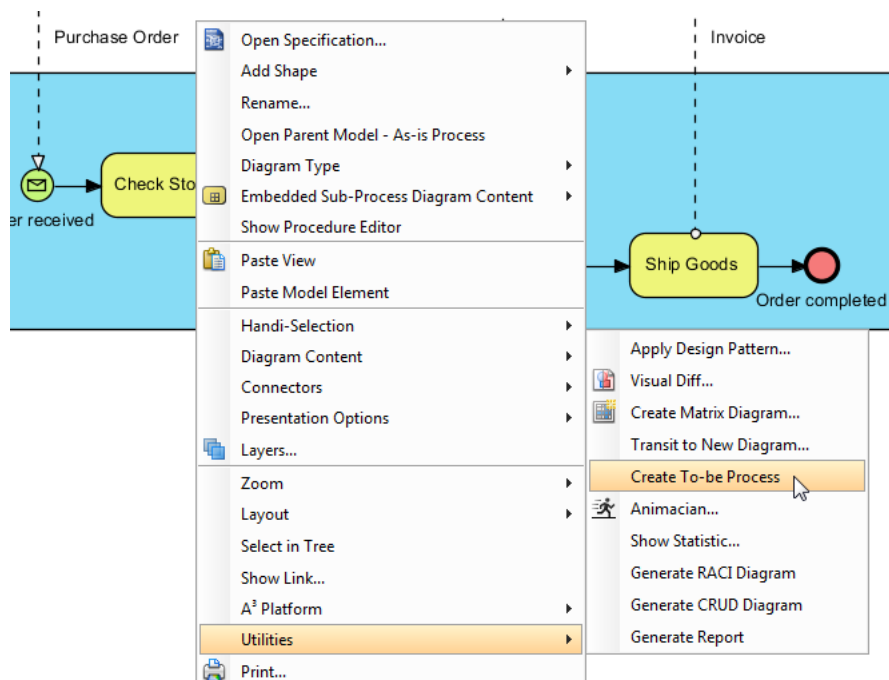 Purchase Order
Invoice
Check Sto
er received
Ship Goods
Order completed
Open Specification...
Add Shape
Rename...
Open Parent Model - As-is Process
Diagram Type
Embedded Sub-Process Diagram Content
Show Procedure Editor
Paste View
Paste Model Element
Handi-Selection
Diagram Content
Connectors
Presentation Options
Layers...
Zoom
Layout
Select in Tree
Show Link...
A³ Platform
Utilities
Print...
Apply Design Pattern...
Visual Diff...
Create Matrix Diagram...
Transit to New Diagram...
Create To-be Process
Animacian...
Show Statistic...
Generate RACI Diagram
Generate CRUD Diagram
Generate Report